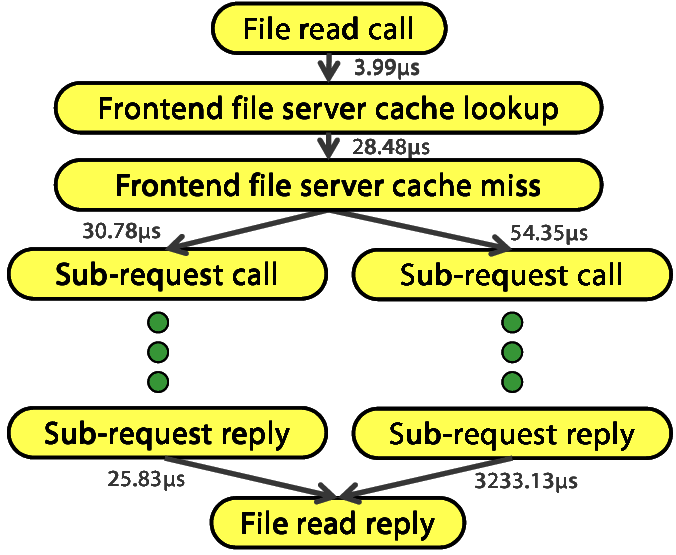 File read call
3.99μs
Frontend file server cache lookup
28.48μs
Frontend file server cache miss
30.78μs 54.35μs
Sub-request call Sub-request call
Sub-request reply Sub-request reply
25.83μs 3233.13μs
File read reply